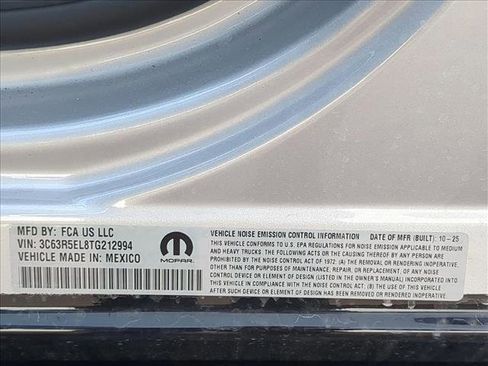 MFD BY: FCA US LLC
VIN: 3C63R5EL8TG212994
VEHICLE MADE IN: MEXICO
MOPAR
VEHICLE NOISE EMISSION CONTROL INFORMATION DATE OF MFR (BUILT): 10-25
THIS VEHICLE CONFORMS TO U.S. EPA REGULATIONS FOR NOISE EMISSION APPLICABLE TO MEDIUM
AND HEAVY TRUCKS. THE FOLLOWING ACTS OR THE CAUSING THEREOF BY ANY PERSON ARE
PROHIBITED BY THE NOISE CONTROL ACT OF 1972: (A) THE REMOVAL OR RENDERING INOPERATIVE,
OTHER THAN FOR PURPOSES OF MAINTENANCE, REPAIR, OR REPLACEMENT, OF ANY NOISE
CONTROL DEVICE OR ELEMENT OF DESIGN (LISTED IN THE OWNER'S MANUAL) INCORPORATED INTO
THIS VEHICLE IN COMPLIANCE WITH THE NOISE CONTROL ACT; (B) THE USE OF THIS VEHICLE
AFTER SUCH DEVICE OR ELEMENT OF DESIGN HAS BEEN REMOVED OR RENDERED INOPERATIVE